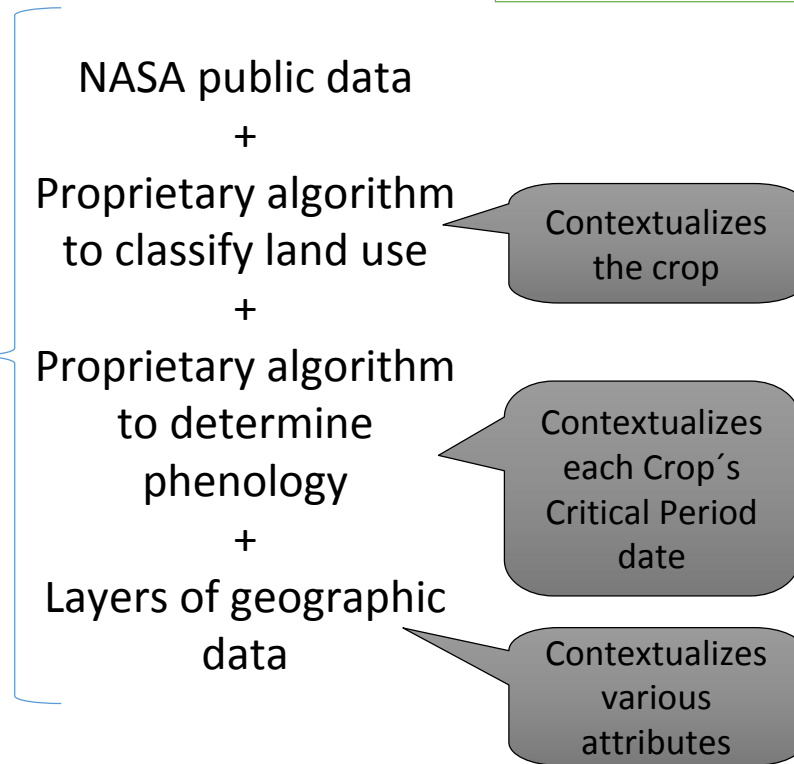 NASA public data
+
Proprietary algorithm
to classify land use
+
Proprietary algorithm
to determine
phenology
+
Layers of geographic
data
Contextualizes
the crop
Contextualizes
each Crop´s
Critical Period
date
Contextualizes
various
attributes